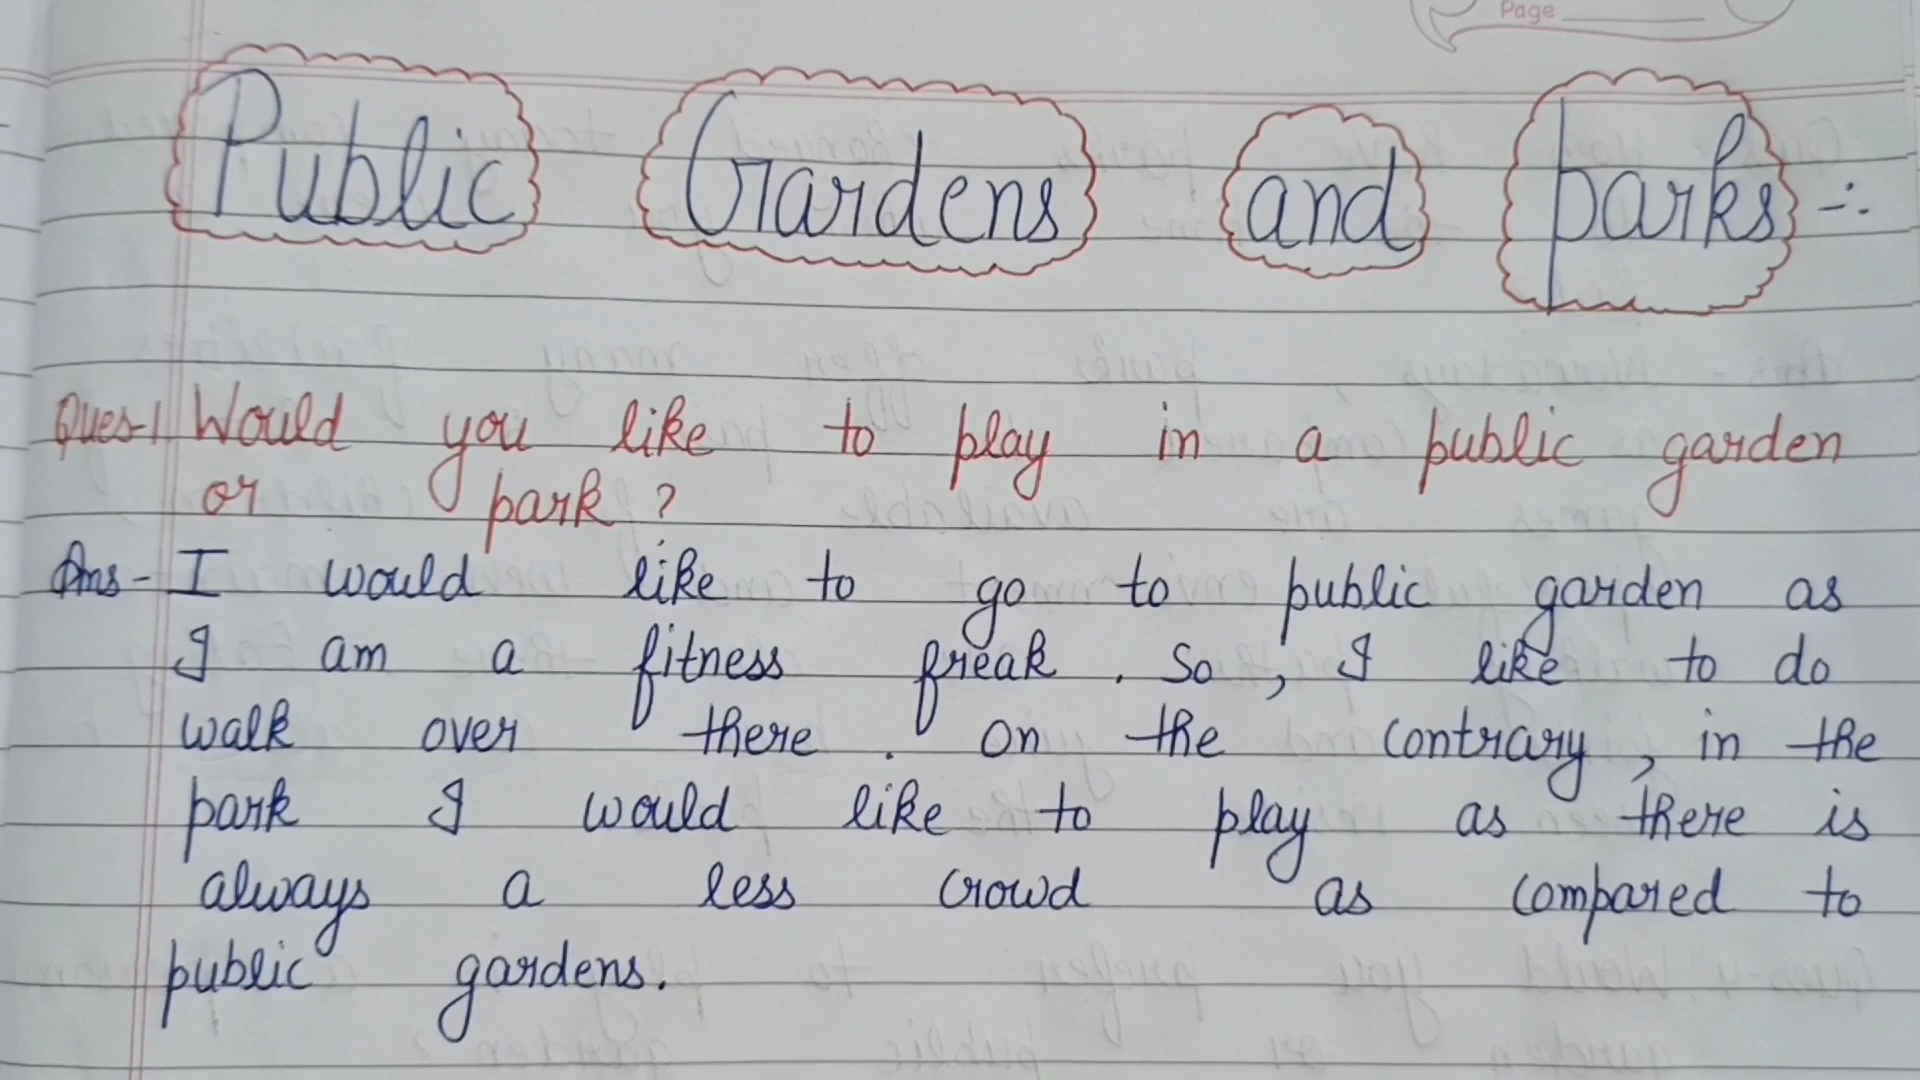 Page
Public Gardens and parks :-
Ques-1 Would you like to play in a public garden
or park ?
Ans - I would like to go to public garden as
I am a fitness freak . So , I like to do
walk over there . On the contrary , in the
park I would like to play as there is
always a less crowd as compared to
public gardens.